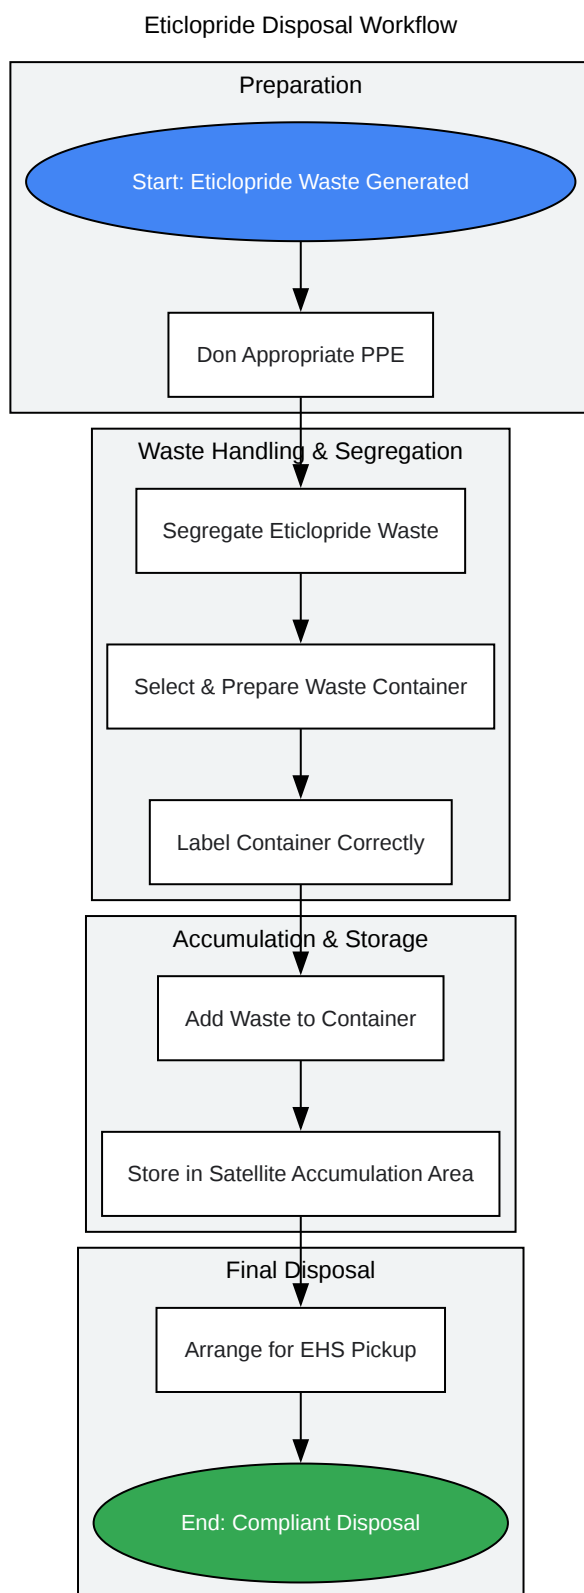 Eticlopride Disposal Workflow
Preparation
Start: Eticlopride Waste Generated
Don Appropriate PPE
Waste Handling & Segregation
Segregate Eticlopride Waste
Select & Prepare Waste Container
Label Container Correctly
Accumulation & Storage
Add Waste to Container
Store in Satellite Accumulation Area
Final Disposal
Arrange for EHS Pickup
End: Compliant Disposal